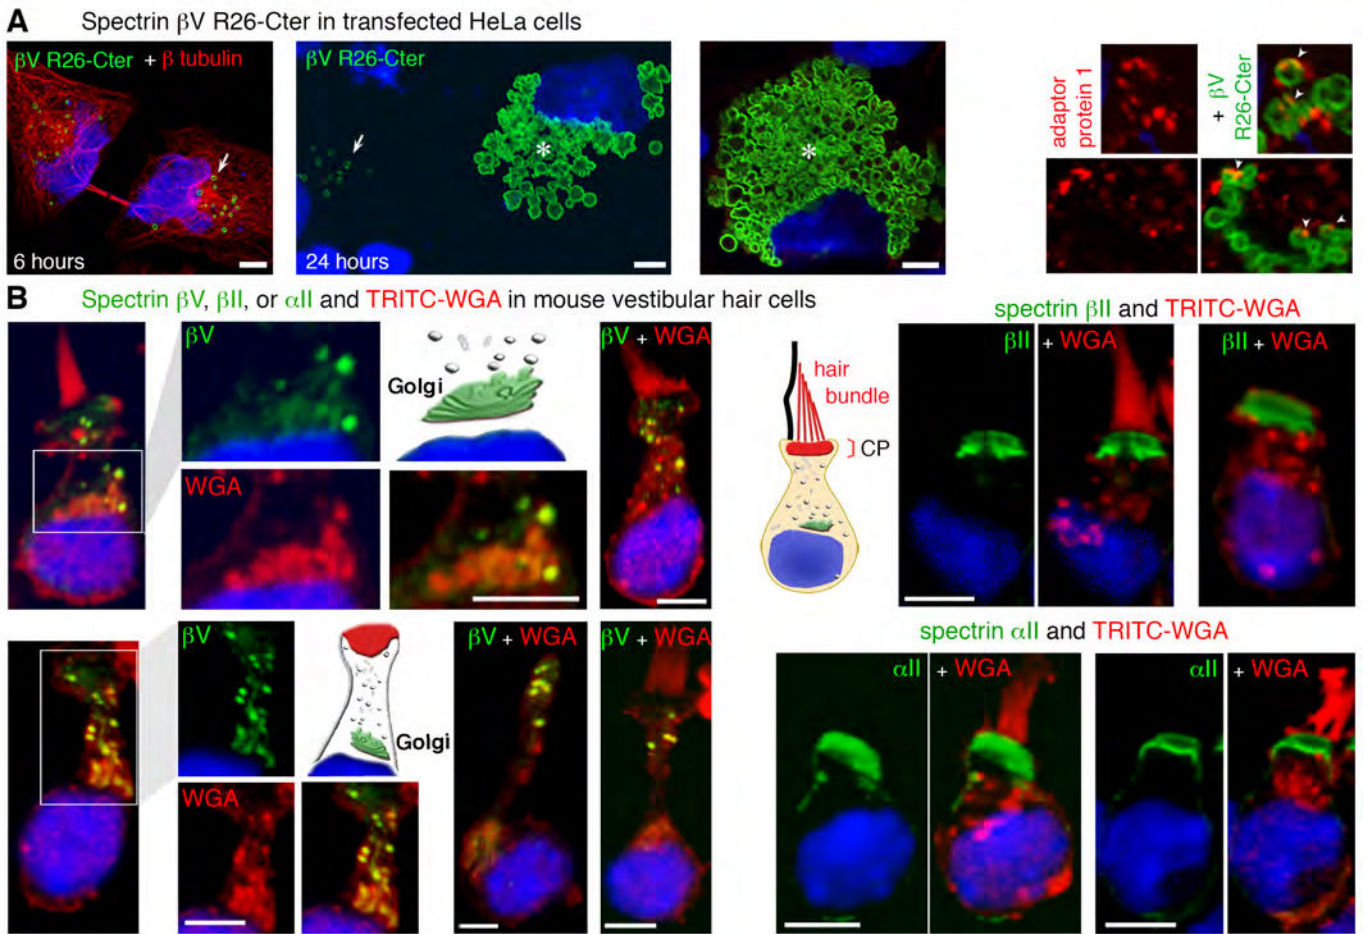 A Spectrin βV R26-Cter in transfected HeLa cells
βV R26-Cter + β tubulin
6 hours
βV R26-Cter
24 hours
adaptor
protein 1
+ βV
R26-Cter
B Spectrin βV, βII, or αII and TRITC-WGA in mouse vestibular hair cells
βV
Golgi
WGA
βV + WGA
hair
bundle
CP
spectrin βII and TRITC-WGA
βII + WGA
βII + WGA
βV
Golgi
WGA
βV + WGA
βV + WGA
spectrin αII and TRITC-WGA
αII + WGA
αII + WGA